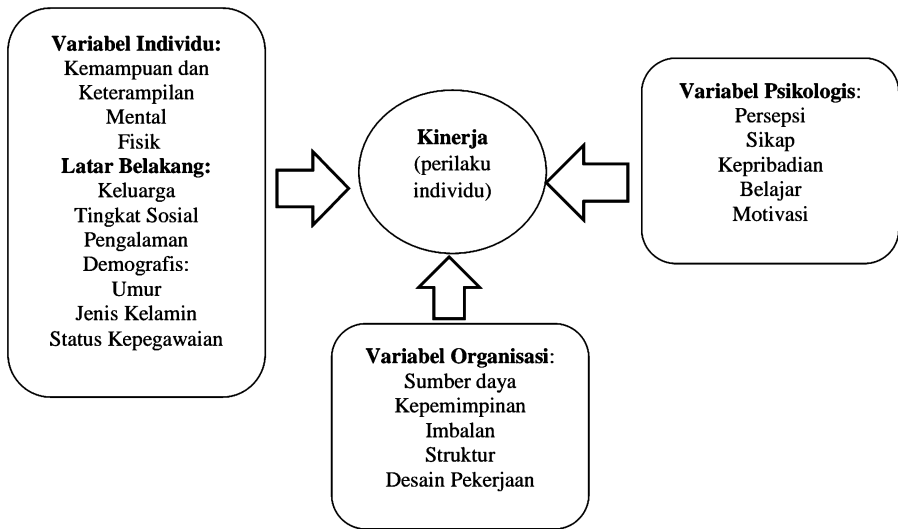 Variabel Individu:
Kemampuan dan
Keterampilan
Mental
Fisik
Latar Belakang:
Keluarga
Tingkat Sosial
Pengalaman
Demografis:
Umur
Jenis Kelamin
Status Kepegawaian
Kinerja
(perilaku
individu)
Variabel Psikologis:
Persepsi
Sikap
Kepribadian
Belajar
Motivasi
Variabel Organisasi:
Sumber daya
Kepemimpinan
Imbalan
Struktur
Desain Pekerjaan